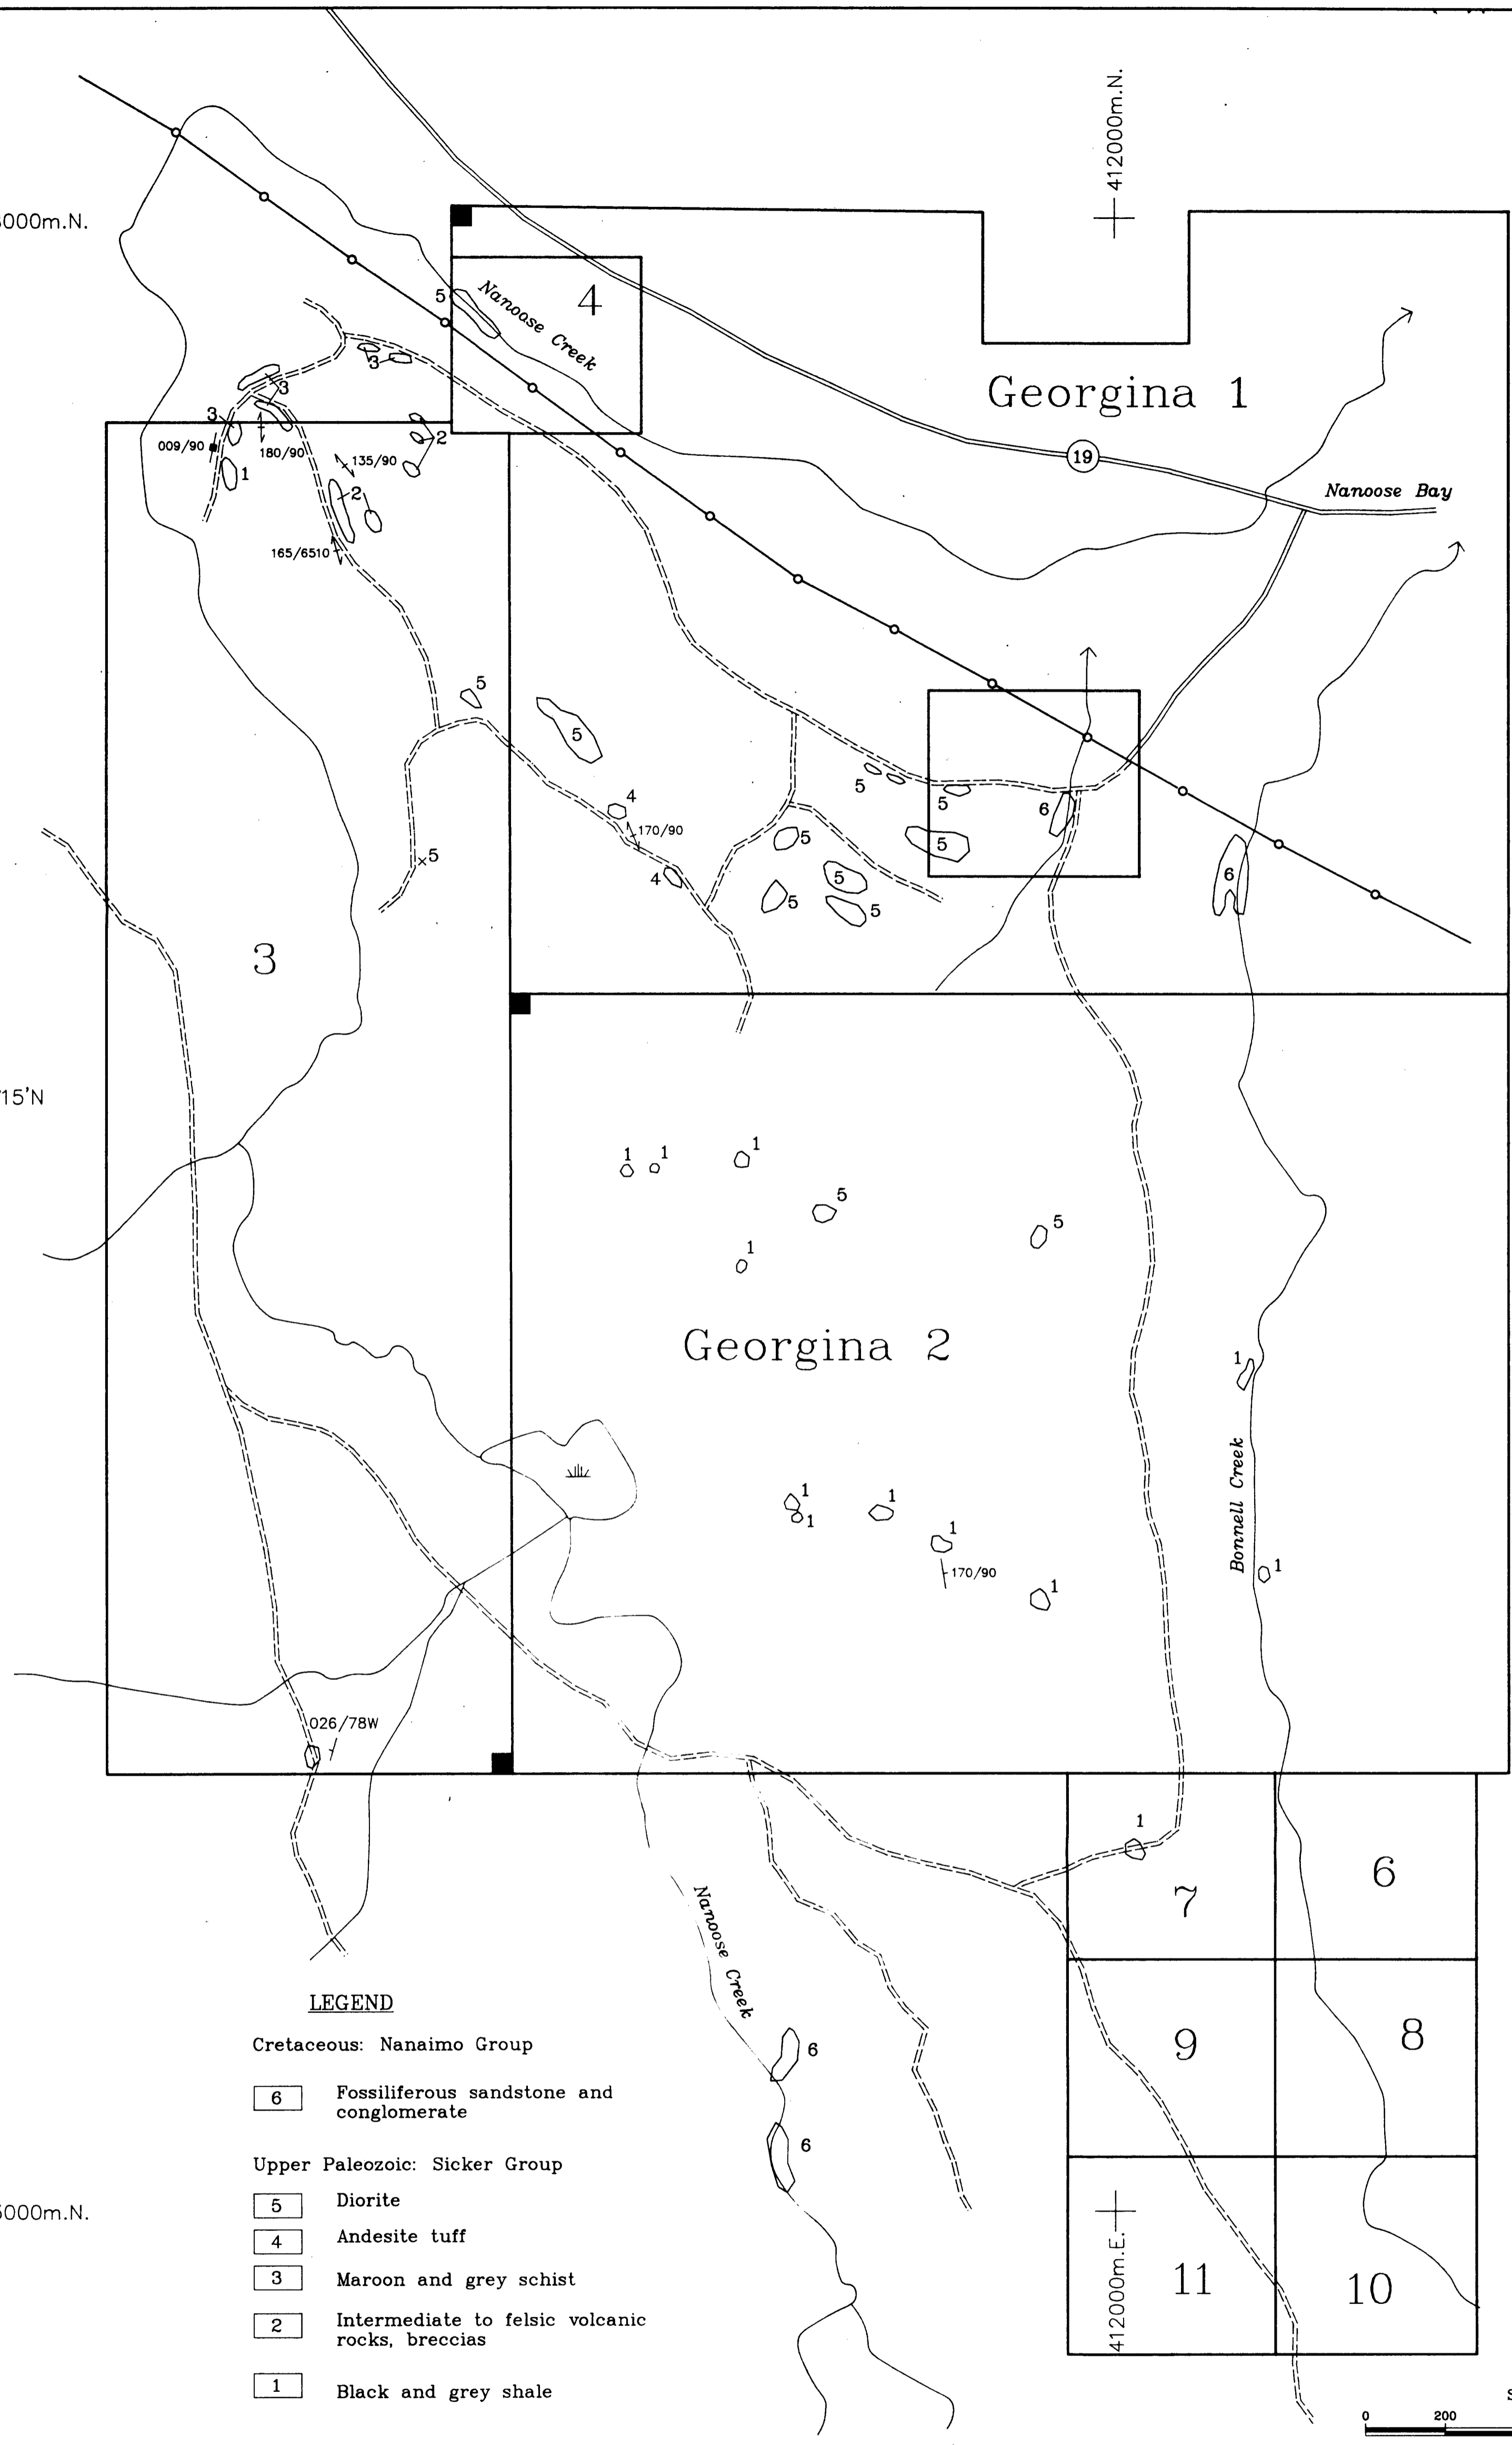 412000m.N.
5000m.N.
4
Nanoose Creek
5
3
Georgina 1
3
3
2
19
009/90
180/90
135/90
1
2
Nanoose Bay
165/6510
5
5
4
170/90
5
5
6
5
5
4
5
5
5
5
6
3
15'N
1
1
1
5
5
1
Georgina 2
1
1
1
1
1
170/90
1
1
Bonnell Creek
026/78W
1
7
6
Nanoose Creek
9
8
6
6
11
10
412000m.E.
5000m.N.
LEGEND
Cretaceous: Nanaimo Group
6 Fossiliferous sandstone and
conglomerate
Upper Paleozoic: Sicker Group
5 Diorite
4 Andesite tuff
3 Maroon and grey schist
2 Intermediate to felsic volcanic
rocks, breccias
1 Black and grey shale
0 200